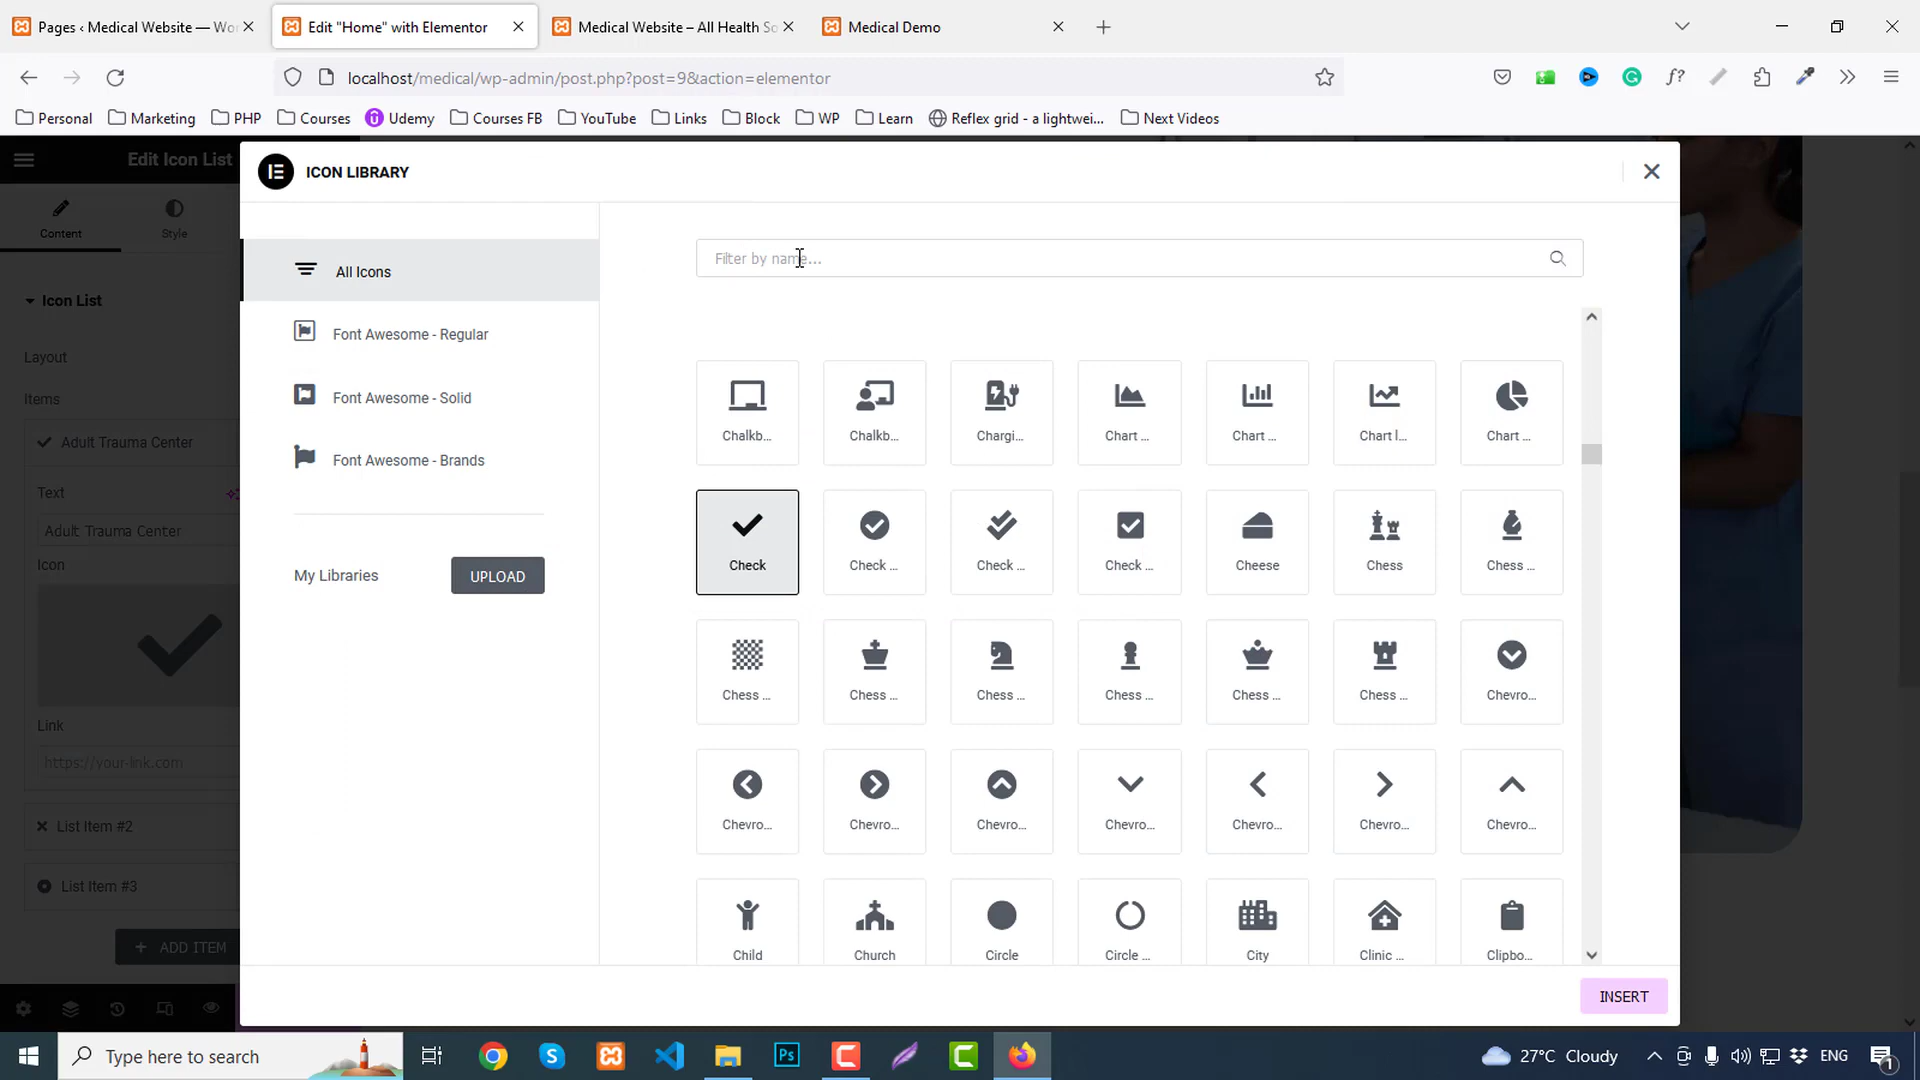 Pages ‹ Medical Website — Wor
Edit "Home" with Elementor
Medical Website – All Health So
Medical Demo
localhost/medical/wp-admin/post.php?post=9&action=elementor
Personal
Marketing
PHP
Courses
Udemy
Courses FB
YouTube
Links
Block
WP
Learn
Reflex grid - a lightwei...
Next Videos
Edit Icon List
Content
Style
Icon List
Layout
Items
Adult Trauma Center
Text
Adult Trauma Center
Icon
Link
https://your-link.com
List Item #2
List Item #3
+ ADD ITEM
ICON LIBRARY
All Icons
Font Awesome - Regular
Font Awesome - Solid
Font Awesome - Brands
My Libraries
UPLOAD
Filter by name...
Chalkb... Chalkb... Chargi... Chart ... Chart ... Chart l... Chart ...
Check Check ... Check ... Check ... Cheese Chess Chess ...
Chess ... Chess ... Chess ... Chess ... Chess ... Chess ... Chevro...
Chevro... Chevro... Chevro... Chevro... Chevro... Chevro... Chevro...
Child Church Circle Circle ... City Clinic ... Clipbo...
INSERT
Type here to search
Ps
27°C Cloudy
ENG
1